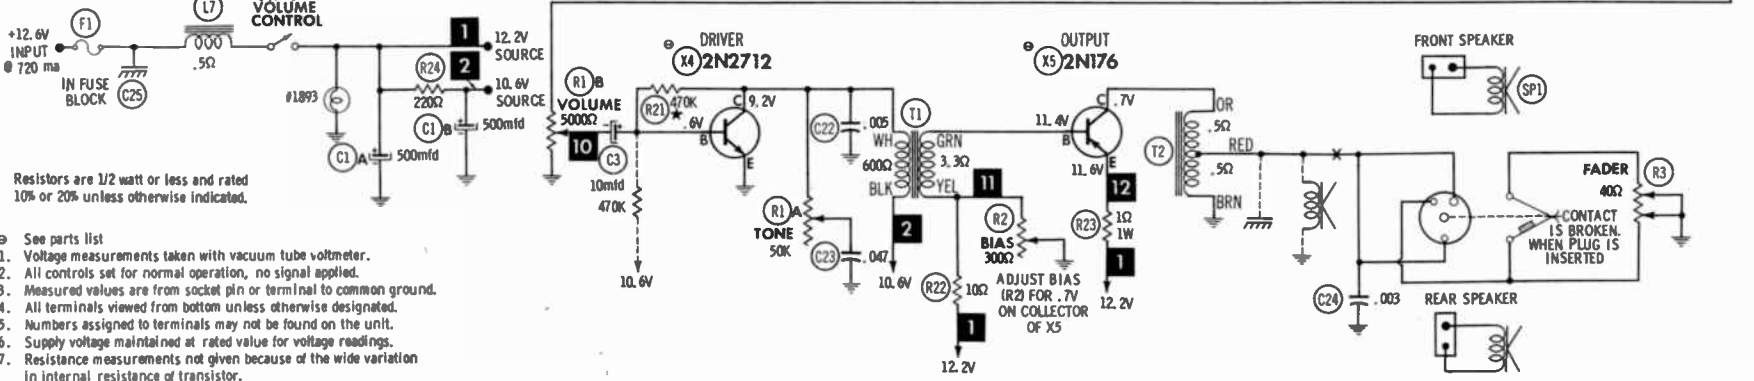 +12.6V
INPUT
@ 720 ma
F1
IN FUSE
BLOCK
C25
L7
.5Ω
VOLUME
CONTROL
#1893
C1 A
500mfd
R24
220Ω
C1 B
500mfd
1
12.2V
SOURCE
2
10.6V
SOURCE
Resistors are 1/2 watt or less and rated
10% or 20% unless otherwise indicated.
⊖ See parts list
1. Voltage measurements taken with vacuum tube voltmeter.
2. All controls set for normal operation, no signal applied.
3. Measured values are from socket pin or terminal to common ground.
4. All terminals viewed from bottom unless otherwise designated.
5. Numbers assigned to terminals may not be found on the unit.
6. Supply voltage maintained at rated value for voltage readings.
7. Resistance measurements not given because of the wide variation
in internal resistance of transistor.
R1 B
VOLUME
5000Ω
10
C3
10mfd
470K
10.6V
DRIVER
⊖ X4 2N2712
R21 470K ★
.6V
B
C 9.2V
E
R1 A
TONE
50K
C22 .005
C23 .047
T1
WH
600Ω
BLK
2
10.6V
GRN
3.3Ω
YEL
11
R22 10Ω
1
12.2V
R2
BIAS
300Ω
ADJUST BIAS
(R2) FOR .7V
ON COLLECTOR
OF X5
OUTPUT
⊖ X5 2N176
11.4V
B
C .7V
11.6V
E
12
R23
1Ω
1W
1
12.2V
T2
OR
.5Ω
RED
.5Ω
BRN
C24 .003
FRONT SPEAKER
SP1
FADER
40Ω
R3
CONTACT
IS BROKEN.
WHEN PLUG IS
INSERTED
REAR SPEAKER